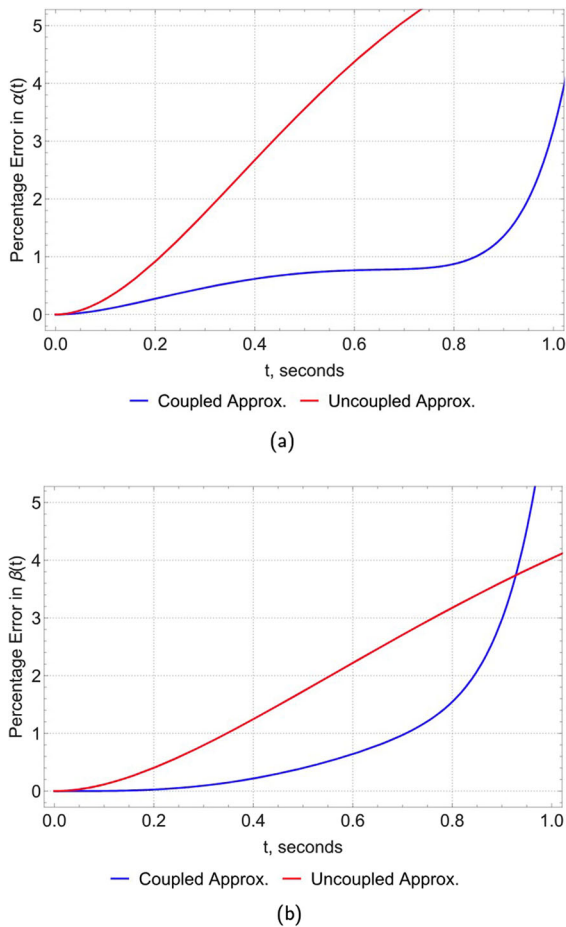 5
4
3
2
1
0
Percentage Error in α(t)
0.0 0.2 0.4 0.6 0.8 1.0
t, seconds
Coupled Approx. Uncoupled Approx.
(a)
5
4
3
2
1
0
Percentage Error in β(t)
0.0 0.2 0.4 0.6 0.8 1.0
t, seconds
Coupled Approx. Uncoupled Approx.
(b)